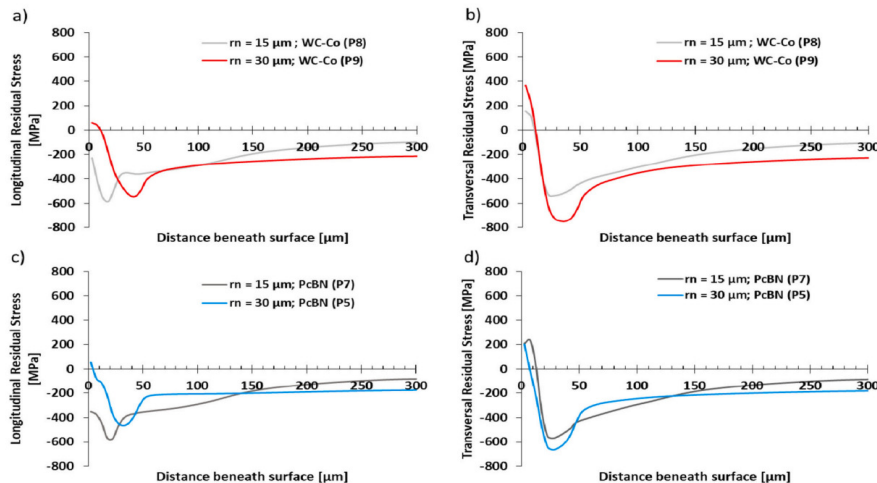 a)
Longitudinal Residual Stress
[MPa]
800
600
400
200
0
-200
-400
-600
-800
rn = 15 µm ; WC-Co (P8)
rn = 30 µm; WC-Co (P9)
0 50 100 150 200 250 300
Distance beneath surface [µm]
b)
Transversal Residual Stress [MPa]
800
600
400
200
0
-200
-400
-600
-800
rn = 15 µm ; WC-Co (P8)
rn = 30 µm; WC-Co (P9)
0 50 100 150 200 250 300
Distance beneath surface [µm]
c)
Longitudinal Residual Stress
[MPa]
800
600
400
200
0
-200
-400
-600
-800
rn = 15 µm; PcBN (P7)
rn = 30 µm; PcBN (P5)
0 50 100 150 200 250 300
Distance beneath surface [µm]
d)
Transversal Residual Stress [MPa]
800
600
400
200
0
-200
-400
-600
-800
rn = 15 µm; PcBN (P7)
rn = 30 µm; PcBN (P5)
0 50 100 150 200 250 300
Distance beneath surface [µm]